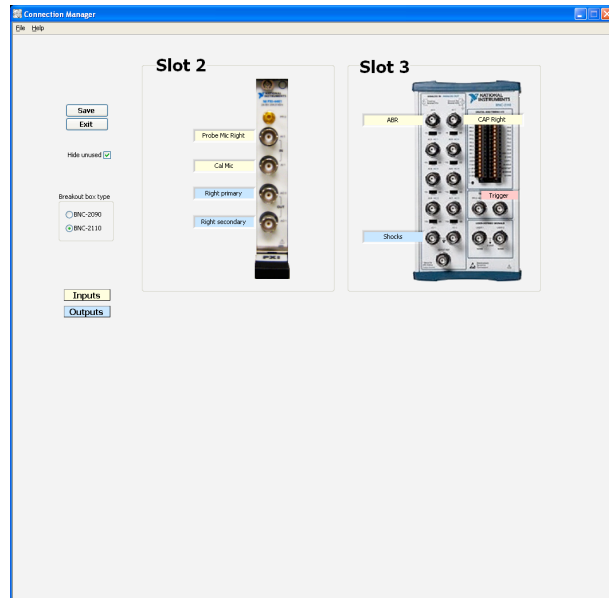 Connection Manager
File Help
Slot 2
Slot 3
NATIONAL INSTRUMENTS
NATIONAL INSTRUMENTS
Save
Exit
ABR
CAP Right
Probe Mic Right
Hide unused
Cal Mic
Right primary
Trigger
Breakout box type
BNC-2090
BNC-2110
Right secondary
Shocks
PXI
Inputs
Outputs